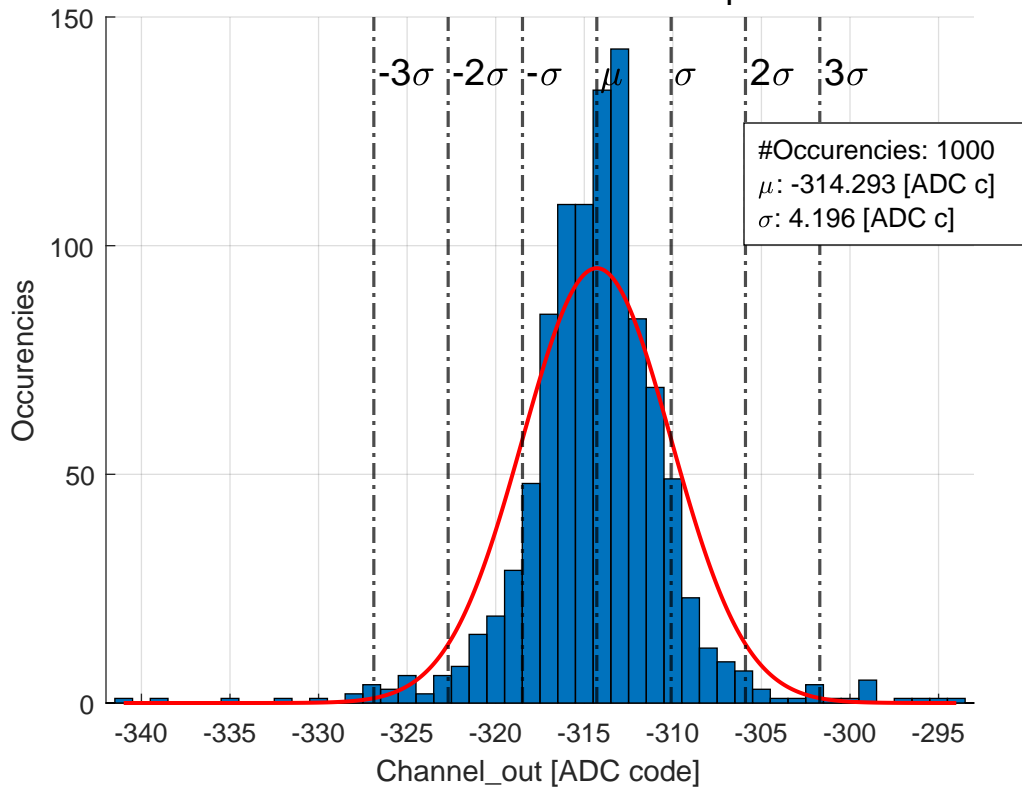 150
100
50
0
Occurencies
-3σ -2σ -σ μ σ 2σ 3σ
#Occurencies: 1000
μ: -314.293 [ADC c]
σ: 4.196 [ADC c]
-340 -335 -330 -325 -320 -315 -310 -305 -300 -295
Channel_out [ADC code]